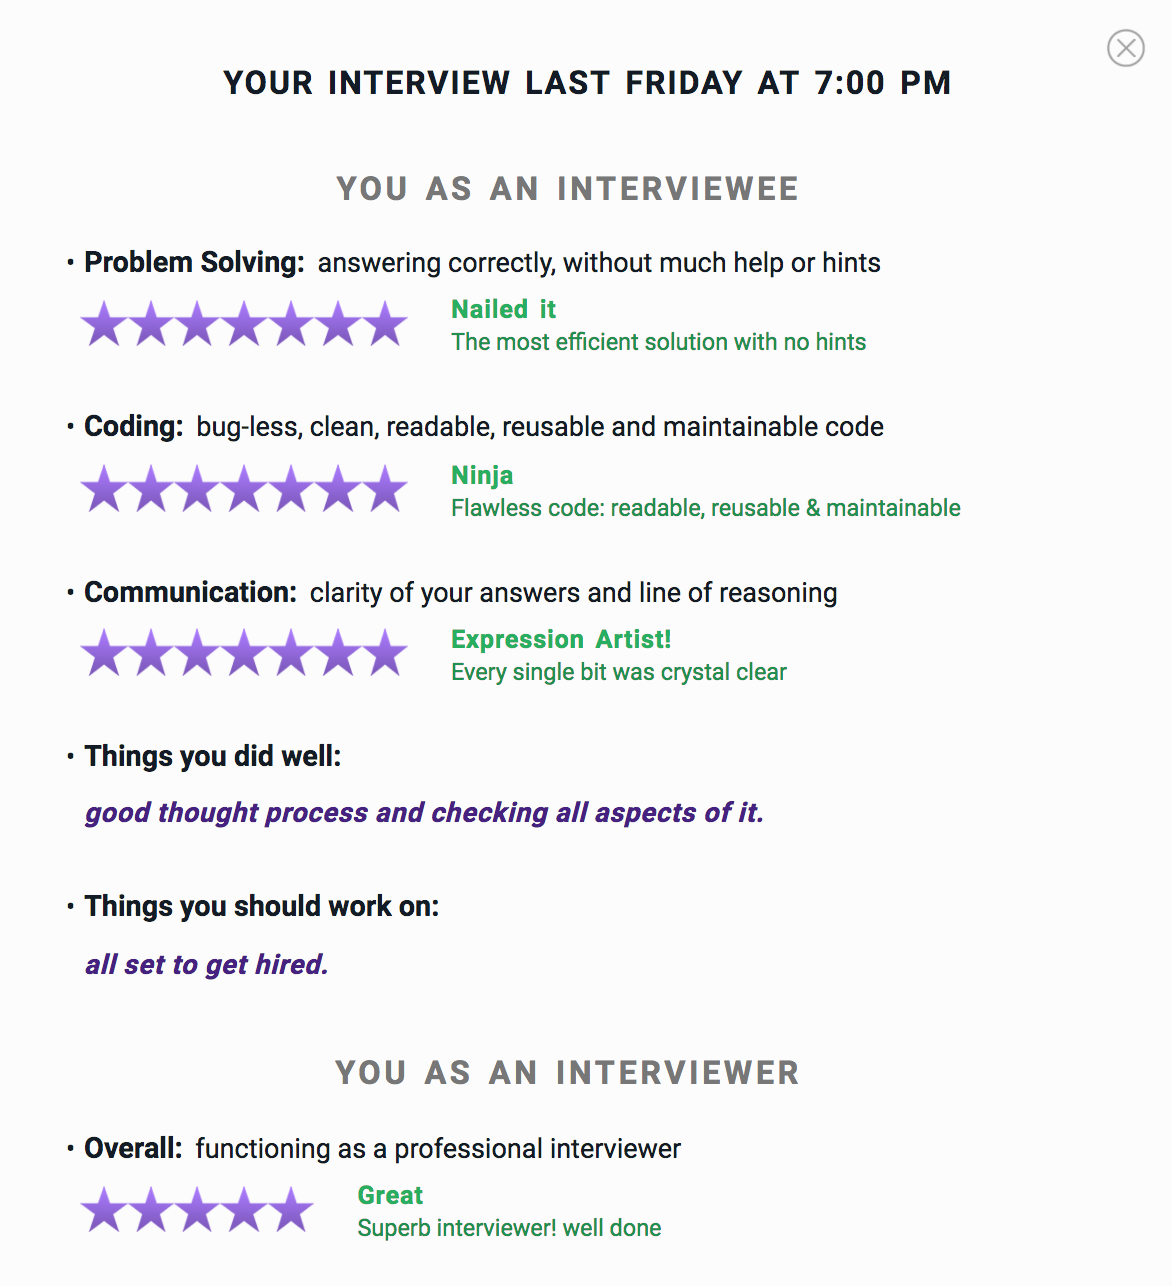 YOUR INTERVIEW LAST FRIDAY AT 7:00 PM
YOU AS AN INTERVIEWEE
• Problem Solving: answering correctly, without much help or hints
Nailed it
The most efficient solution with no hints
• Coding: bug-less, clean, readable, reusable and maintainable code
Ninja
Flawless code: readable, reusable & maintainable
• Communication: clarity of your answers and line of reasoning
Expression Artist!
Every single bit was crystal clear
• Things you did well:
good thought process and checking all aspects of it.
• Things you should work on:
all set to get hired.
YOU AS AN INTERVIEWER
• Overall: functioning as a professional interviewer
Great
Superb interviewer! well done